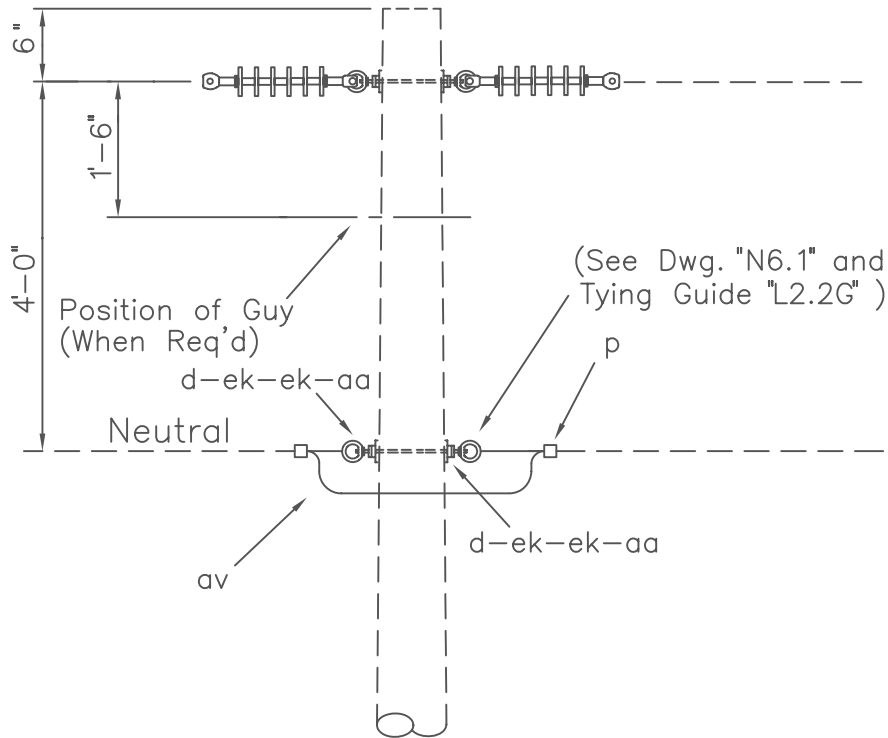 6"
1'-6"
4'-0"
(See Dwg. "N6.1" and
Tying Guide "L2.2G" )
Position of Guy
(When Req'd)
p
d-ek-ek-aa
Neutral
d-ek-ek-aa
av